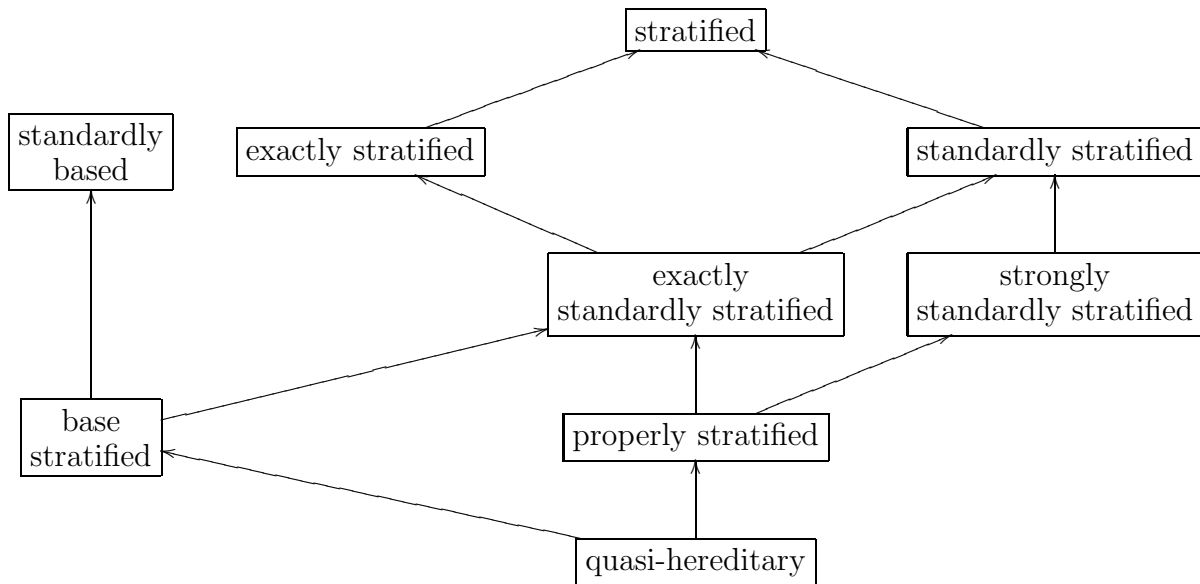 stratified
standardly
based
exactly stratified
standardly stratified
exactly
standardly stratified
strongly
standardly stratified
base
stratified
properly stratified
quasi-hereditary